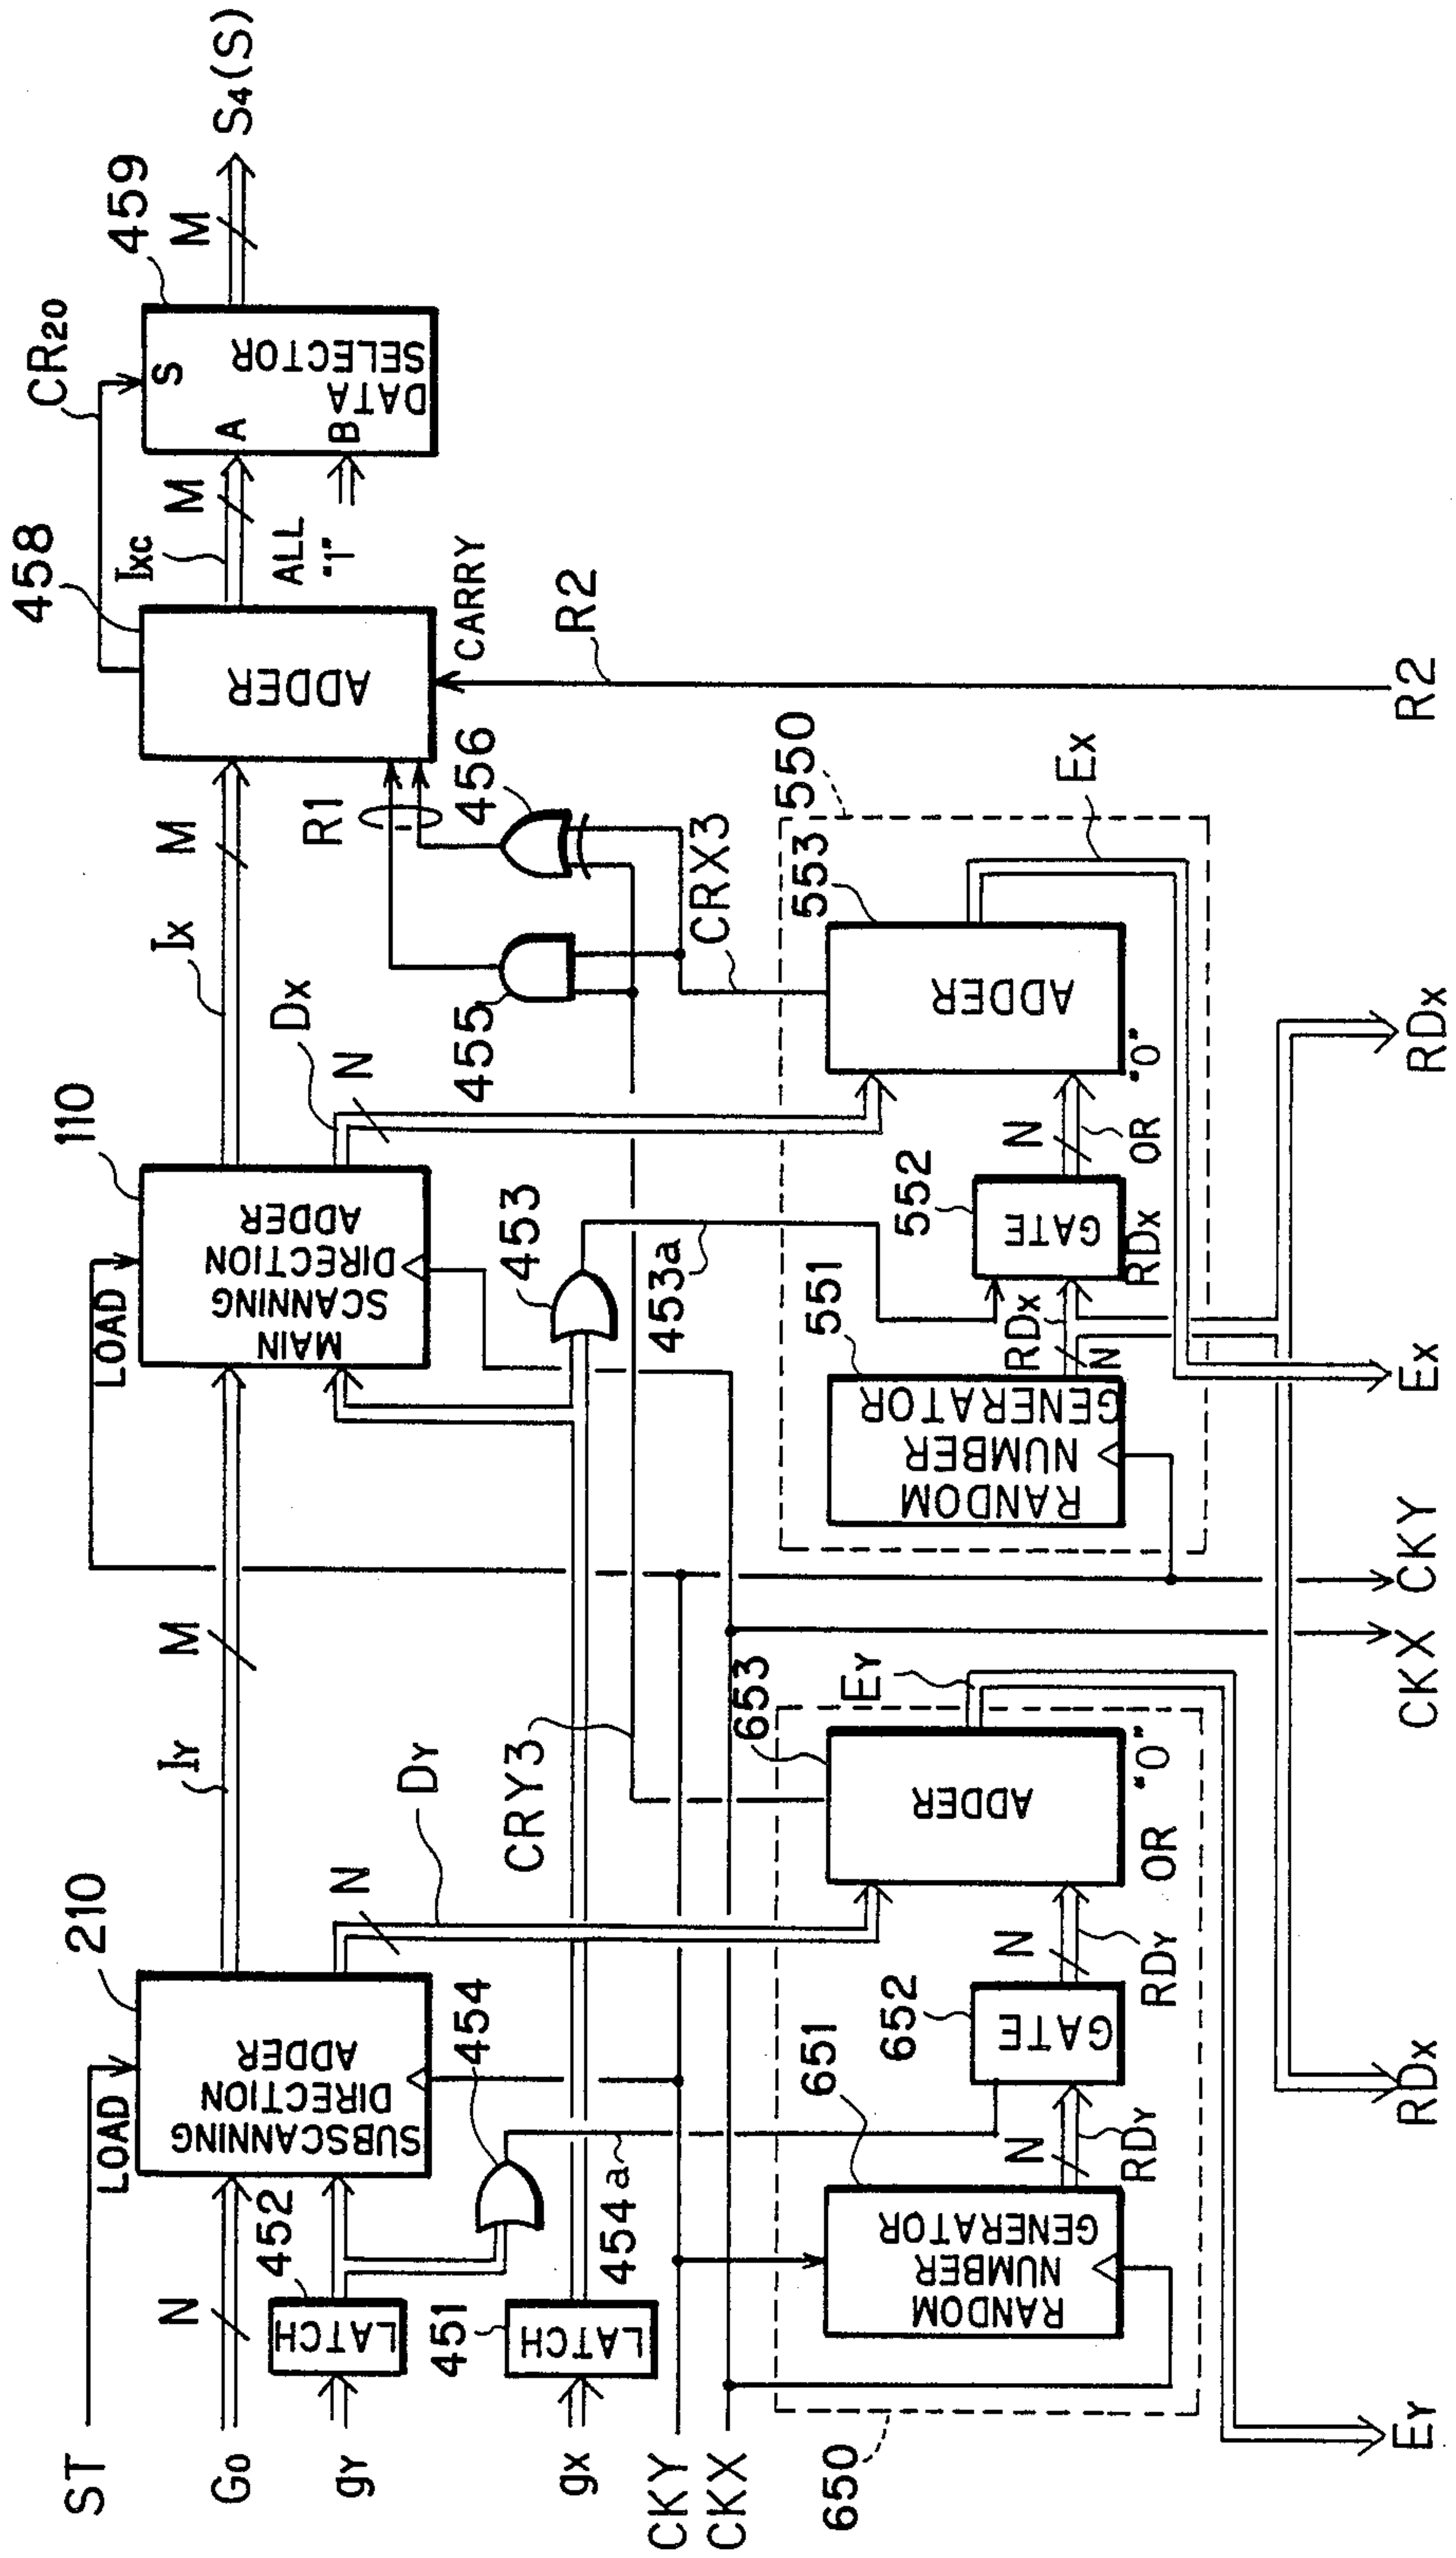 ST
G₀
gY
gX
CKY
CKX
N
LATCH
452
LATCH
451
LOAD
210
SUBSCANNING
DIRECTION
ADDER
454
454a
N
DY
IY
M
CRY3
LOAD
110
MAIN
SCANNING
DIRECTION
ADDER
453
453a
N
DX
IX
M
455
456
R1
458
ADDER
CARRY
R2
CR₂₀
IXC
M
ALL
"1"
459
S
A
B
DATA
SELECTOR
M
S₄(S)
650
651
RANDOM
NUMBER
GENERATOR
N
RDY
652
GATE
N
RDY
OR
"0"
653
ADDER
EY
550
551
RANDOM
NUMBER
GENERATOR
RDX
N
552
GATE
RDX
N
OR
"0"
553
ADDER
CRX3
EX
EY
RDX
CKX
CKY
EX
RDX
R2